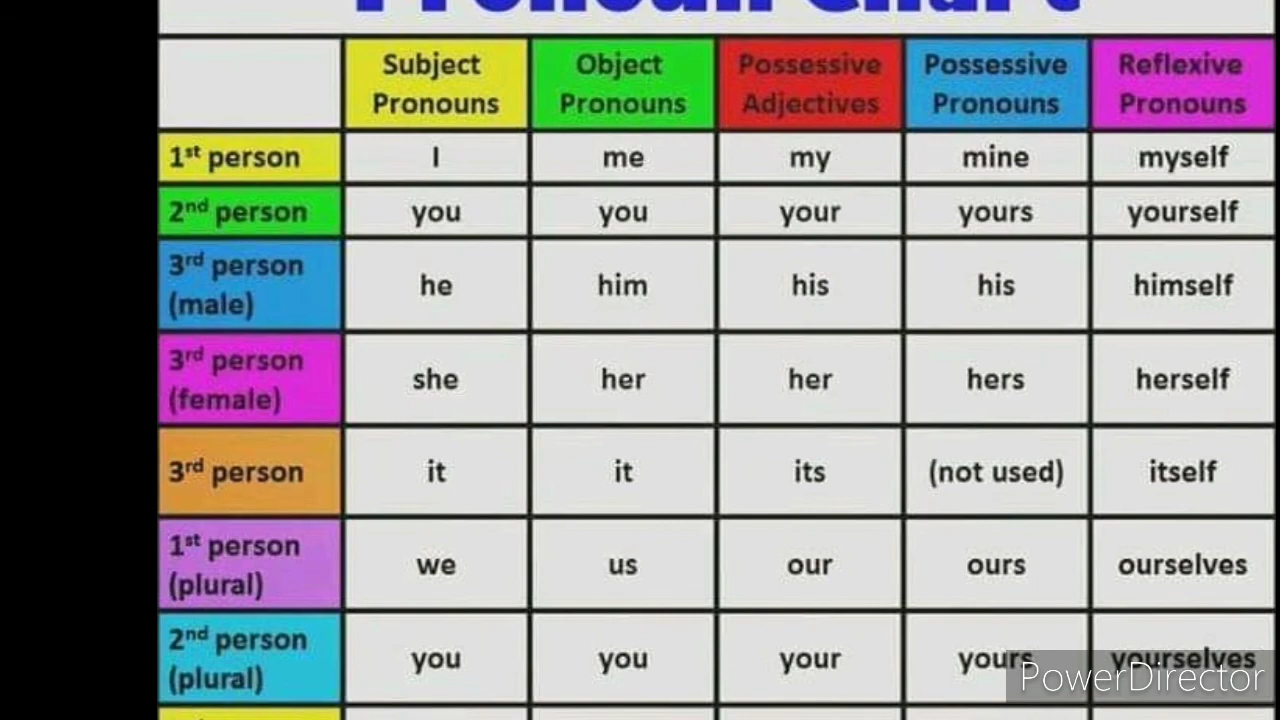 Pronoun Chart
Subject Pronouns Object Pronouns Possessive Adjectives Possessive Pronouns Reflexive Pronouns
1st person I me my mine myself
2nd person you you your yours yourself
3rd person (male) he him his his himself
3rd person (female) she her her hers herself
3rd person it it its (not used) itself
1st person (plural) we us our ours ourselves
2nd person (plural) you you your yours yourselves
PowerDirector